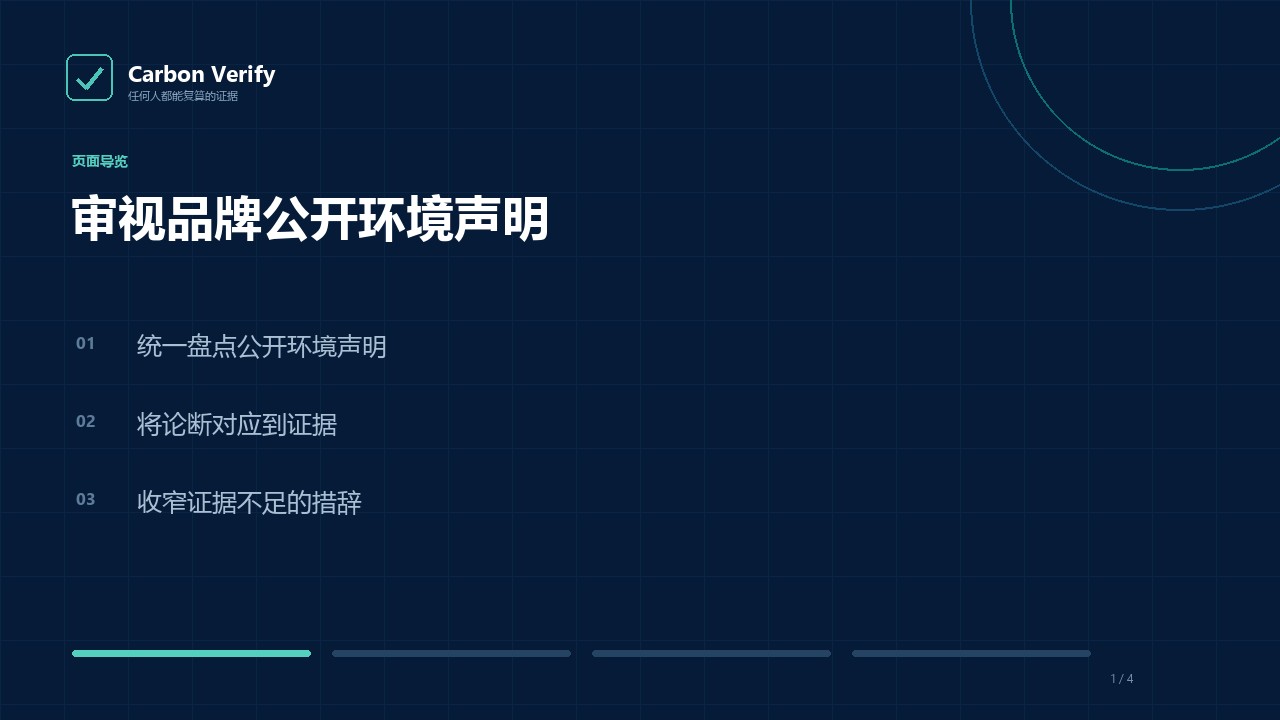 Carbon Verify
任何人都能复算的证据
页面导览
审视品牌公开环境声明
01 统一盘点公开环境声明
02 将论断对应到证据
03 收窄证据不足的措辞
1 / 4